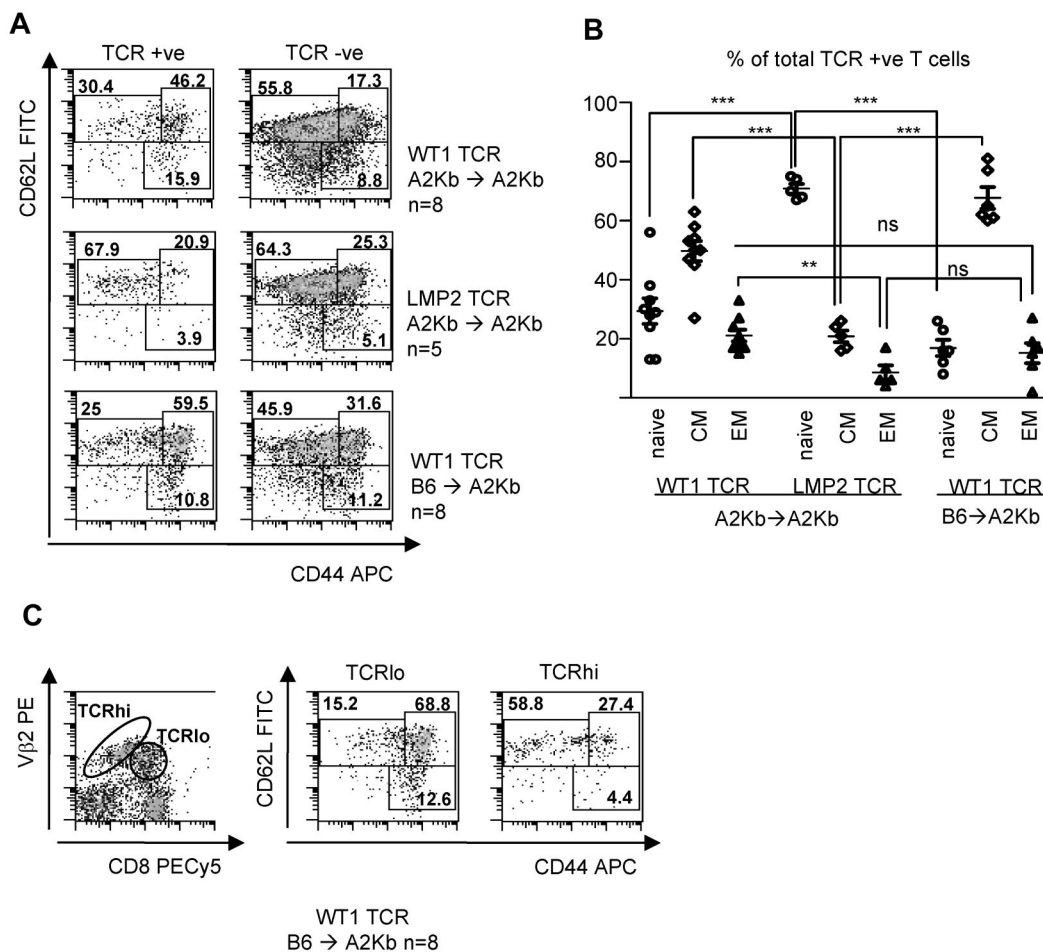 A
TCR +ve
TCR -ve
CD62L FITC
30.4
46.2
15.9
55.8
17.3
8.8
WT1 TCR
A2Kb → A2Kb
n=8
67.9
20.9
3.9
64.3
25.3
5.1
LMP2 TCR
A2Kb → A2Kb
n=5
25
59.5
10.8
45.9
31.6
11.2
WT1 TCR
B6 → A2Kb
n=8
CD44 APC
B
% of total TCR +ve T cells
100
80
60
40
20
***
***
***
***
ns
**
ns
naive
CM
EM
naive
CM
EM
naive
CM
EM
WT1 TCR
LMP2 TCR
WT1 TCR
A2Kb→A2Kb
B6→A2Kb
C
Vβ2 PE
TCRhi
TCRlo
CD8 PECy5
TCRlo
TCRhi
CD62L FITC
15.2
68.8
12.6
58.8
27.4
4.4
CD44 APC
WT1 TCR
B6 → A2Kb n=8